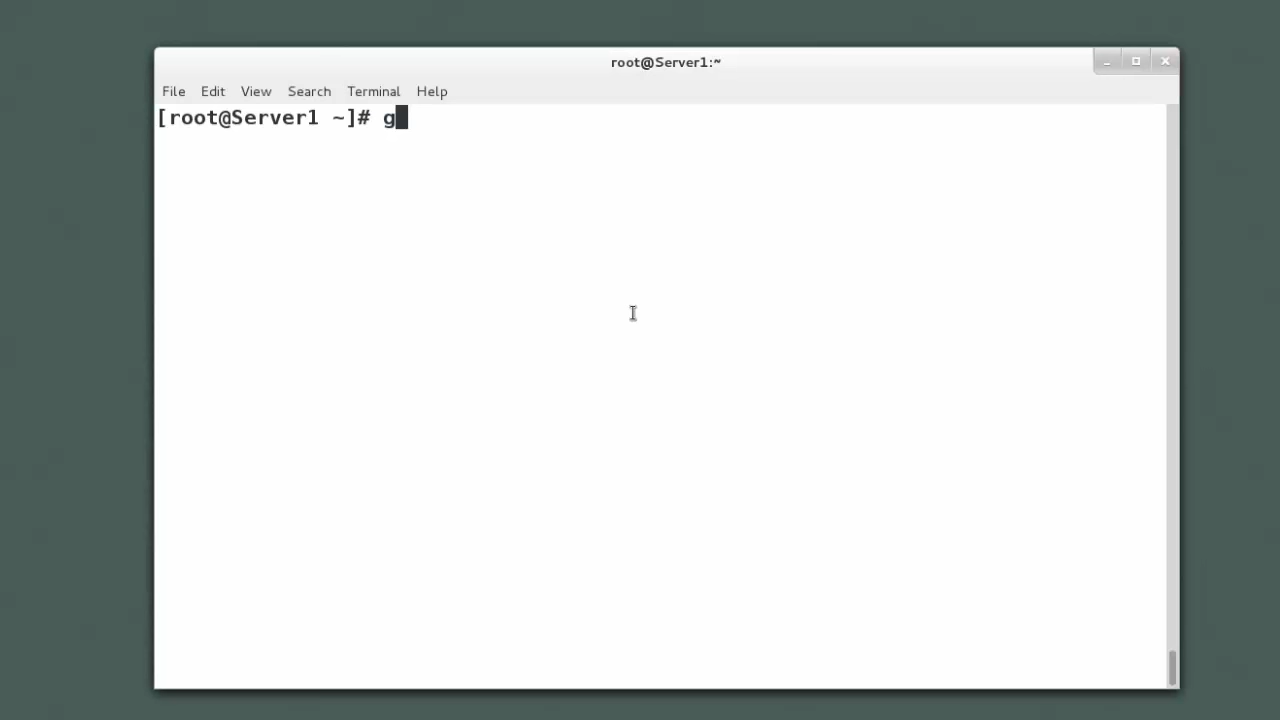 root@Server1:~
File Edit View Search Terminal Help
[root@Server1 ~]# g